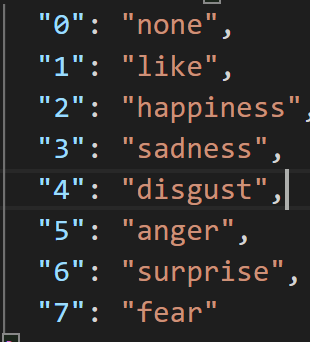 "0": "none",
"1": "like",
"2": "happiness",
"3": "sadness",
"4": "disgust",
"5": "anger",
"6": "surprise",
"7": "fear"